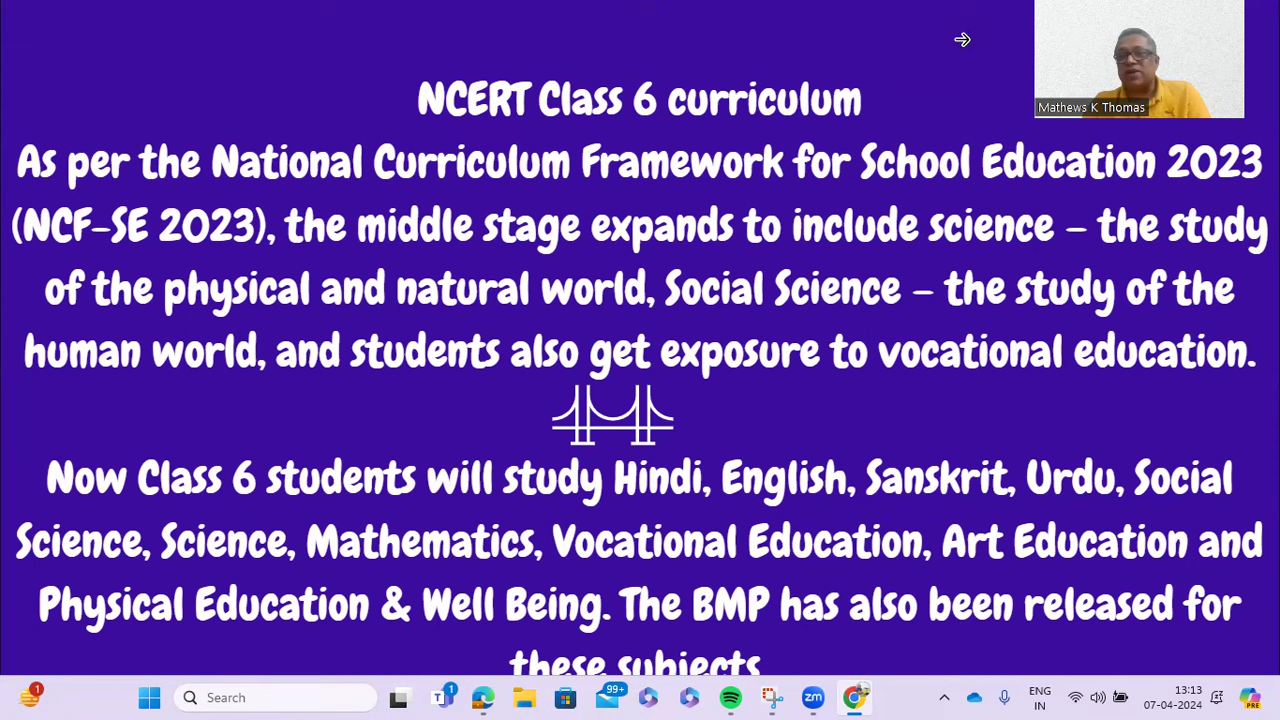 NCERT Class 6 curriculum
Mathews K Thomas
As per the National Curriculum Framework for School Education 2023
(NCF-SE 2023), the middle stage expands to include science – the study
of the physical and natural world, Social Science – the study of the
human world, and students also get exposure to vocational education.
Now Class 6 students will study Hindi, English, Sanskrit, Urdu, Social
Science, Science, Mathematics, Vocational Education, Art Education and
Physical Education & Well Being. The BMP has also been released for
these subjects
1
Search
1
99+
ENG
IN
13:13
07-04-2024
PRE